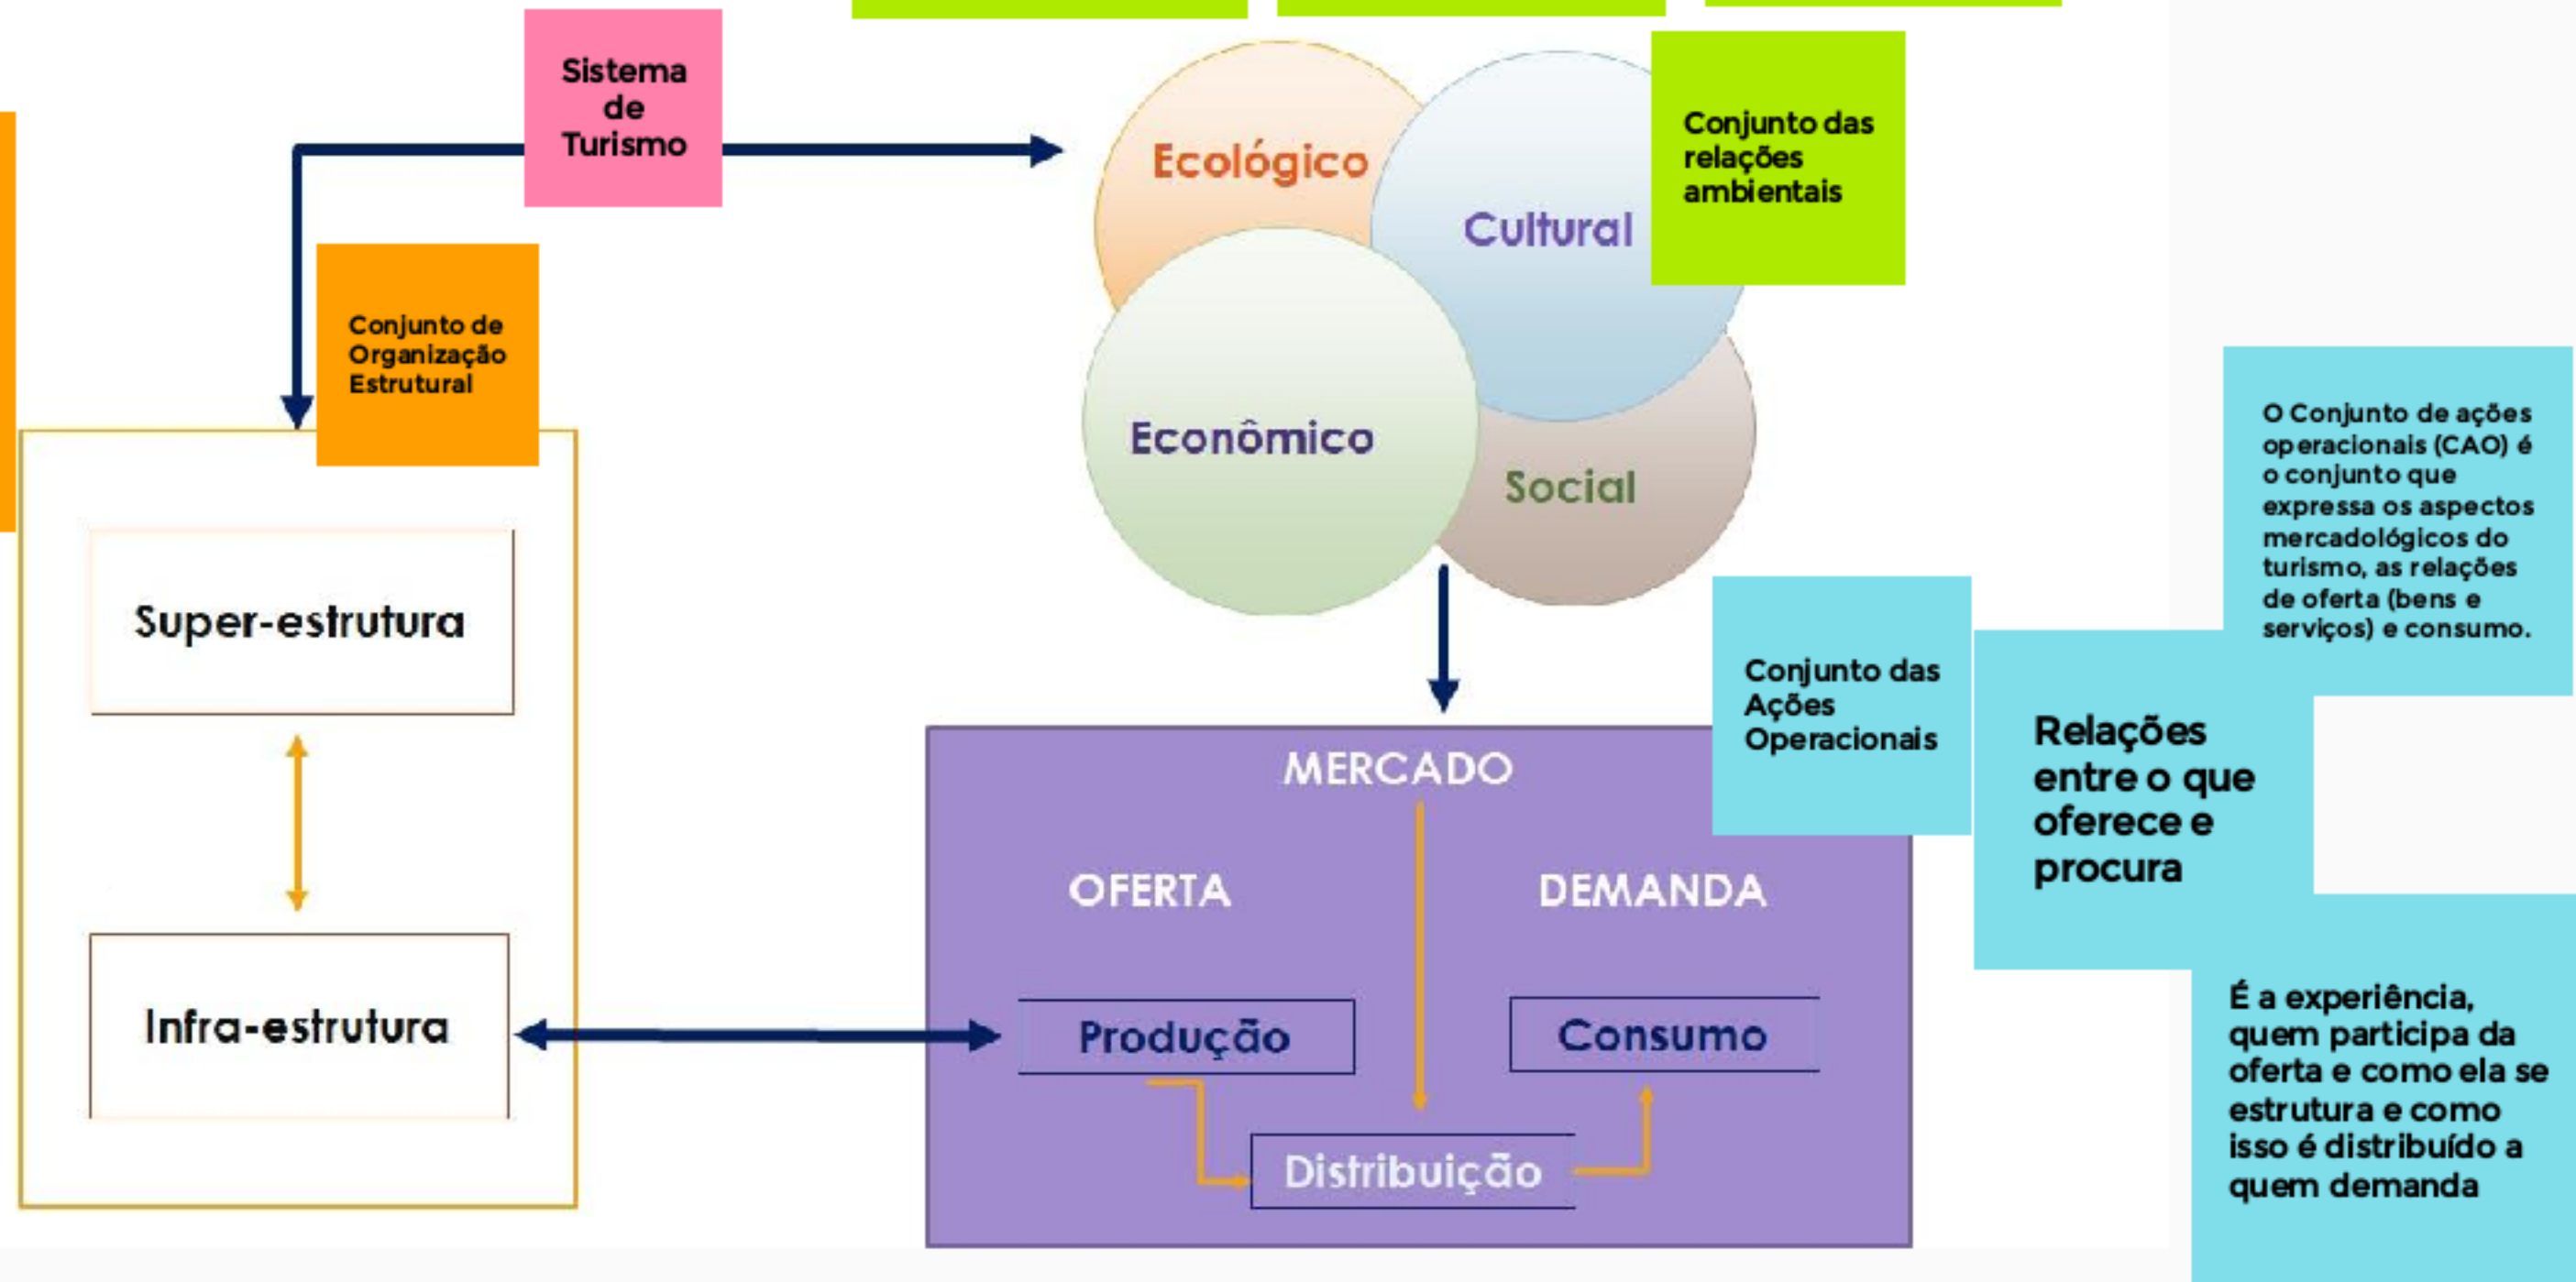 Sistema
de
Turismo
Conjunto de
Organização
Estrutural
Super-estrutura
Infra-estrutura
Ecológico
Cultural
Econômico
Social
Conjunto das
relações
ambientais
Conjunto das
Ações
Operacionais
MERCADO
OFERTA
DEMANDA
Produção
Consumo
Distribuição
O Conjunto de ações
operacionais (CAO) é
o conjunto que
expressa os aspectos
mercadológicos do
turismo, as relações
de oferta (bens e
serviços) e consumo.
Relações
entre o que
oferece e
procura
É a experiência,
quem participa da
oferta e como ela se
estrutura e como
isso é distribuído a
quem demanda